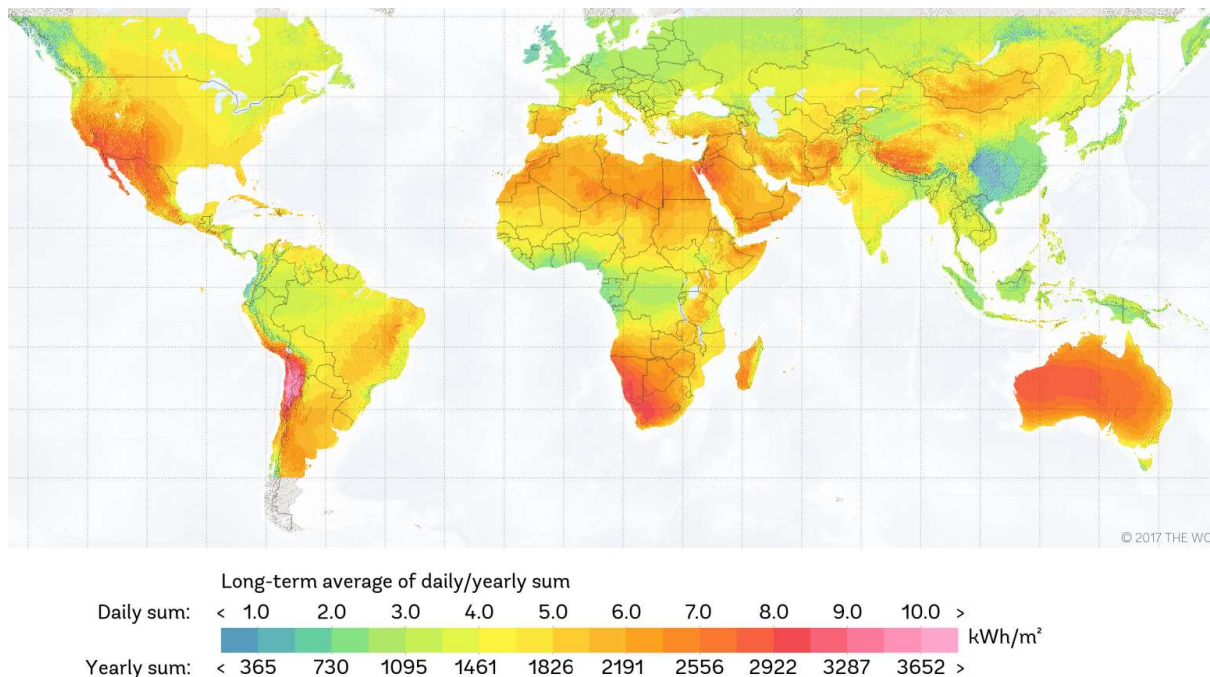 © 2017 THE WO
Long-term average of daily/yearly sum
Daily sum: < 1.0 2.0 3.0 4.0 5.0 6.0 7.0 8.0 9.0 10.0 >
kWh/m²
Yearly sum: < 365 730 1095 1461 1826 2191 2556 2922 3287 3652 >